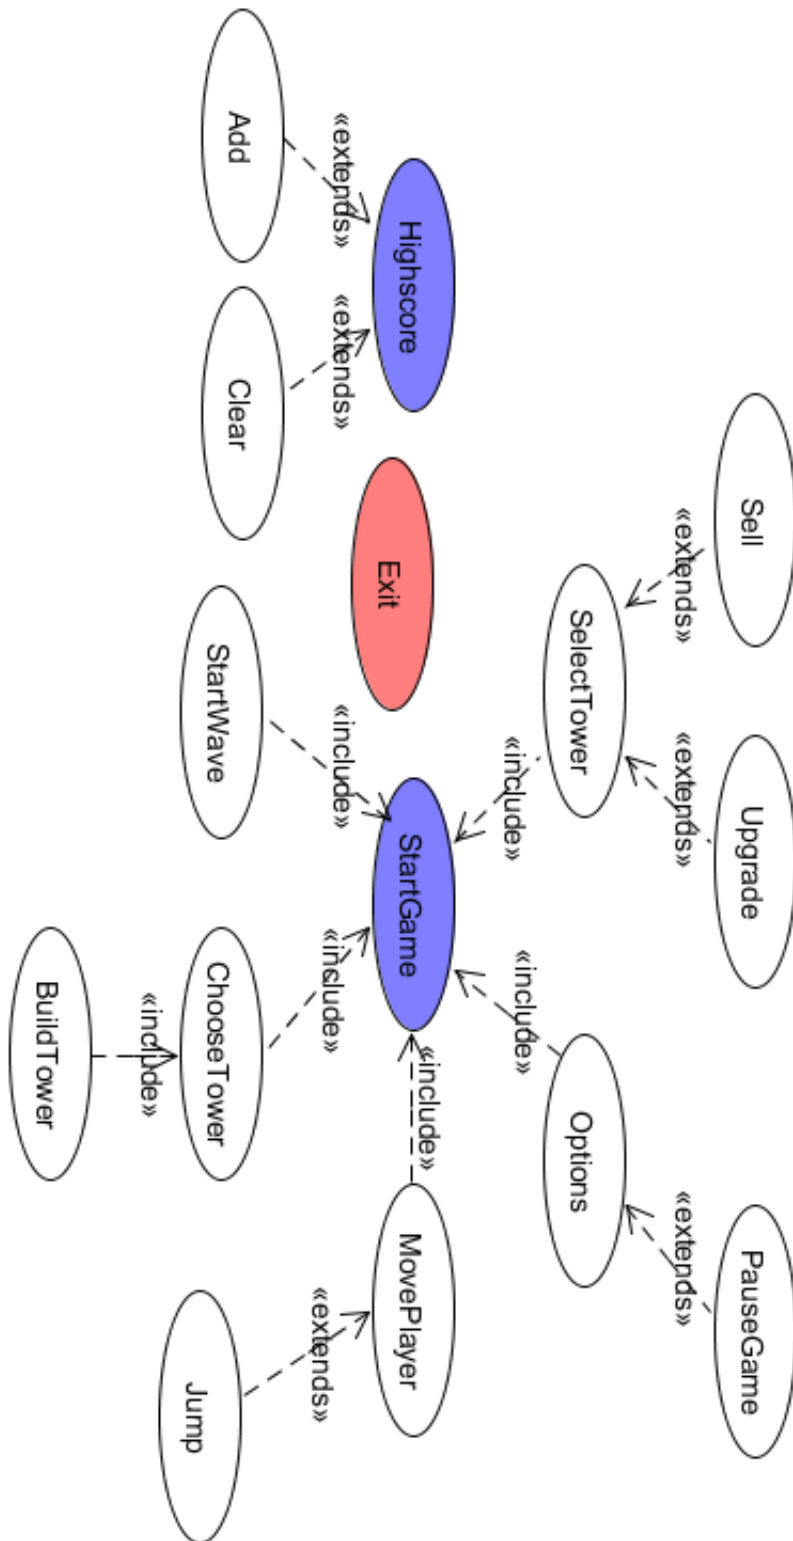 Sell
«extends»
Upgrade
«extends»
PauseGame
«extends»
SelectTower
«include»
Options
«include»
Highscore
Exit
StartGame
«include»
MovePlayer
«extends»
«extends»
«include»
«include»
«extends»
Add
Clear
StartWave
ChooseTower
Jump
«include»
BuildTower